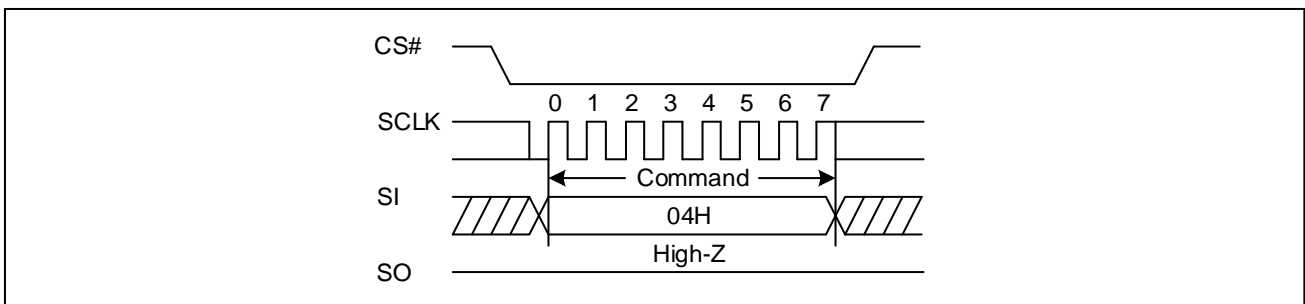 CS#
0 1 2 3 4 5 6 7
SCLK
Command
SI
04H
High-Z
SO